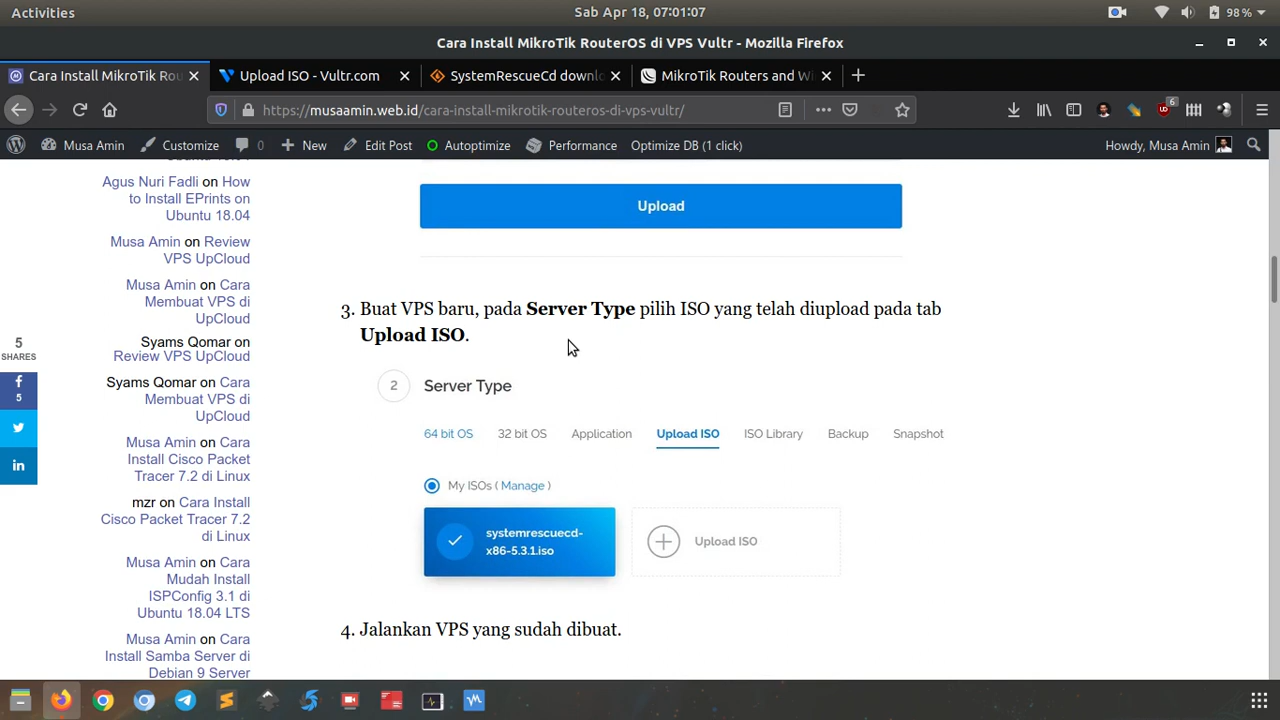 Activities
Sab Apr 18, 07:01:07
98 %
Cara Install MikroTik RouterOS di VPS Vultr - Mozilla Firefox
Cara Install MikroTik Rou
Upload ISO - Vultr.com
SystemRescueCd downlo
MikroTik Routers and Wi
https://musaamin.web.id/cara-install-mikrotik-routeros-di-vps-vultr/
6
Musa Amin
Customize
0
New
Edit Post
Autoptimize
Performance
Optimize DB (1 click)
Howdy, Musa Amin
Agus Nuri Fadli on How
to Install EPrints on
Ubuntu 18.04
Musa Amin on Review
VPS UpCloud
Musa Amin on Cara
Membuat VPS di
UpCloud
Syams Qomar on
Review VPS UpCloud
Syams Qomar on Cara
Membuat VPS di
UpCloud
Musa Amin on Cara
Install Cisco Packet
Tracer 7.2 di Linux
mzr on Cara Install
Cisco Packet Tracer 7.2
di Linux
Musa Amin on Cara
Mudah Install
ISPConfig 3.1 di
Ubuntu 18.04 LTS
Musa Amin on Cara
Install Samba Server di
Debian 9 Server
5
SHARES
5
Upload
3. Buat VPS baru, pada Server Type pilih ISO yang telah diupload pada tab
Upload ISO.
2
Server Type
64 bit OS
32 bit OS
Application
Upload ISO
ISO Library
Backup
Snapshot
My ISOs ( Manage )
systemrescuecd-
x86-5.3.1.iso
Upload ISO
4. Jalankan VPS yang sudah dibuat.